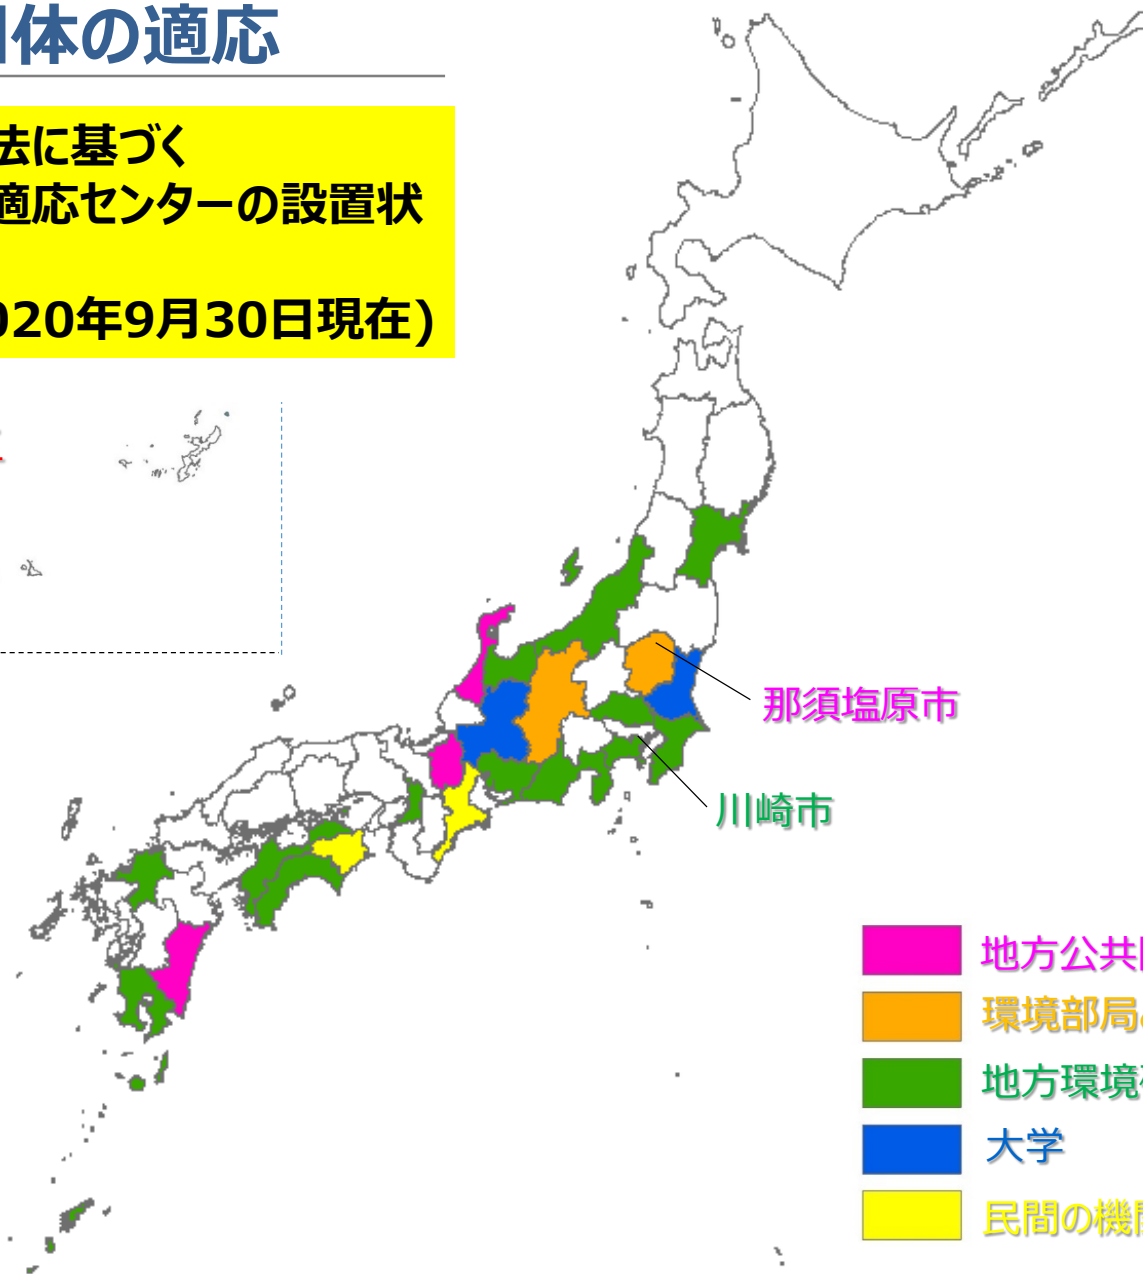 体の適応
法に基づく
適応センターの設置状
020年9月30日現在)
那須塩原市
川崎市
地方公共
環境部局
地方環境
大学
民間の機